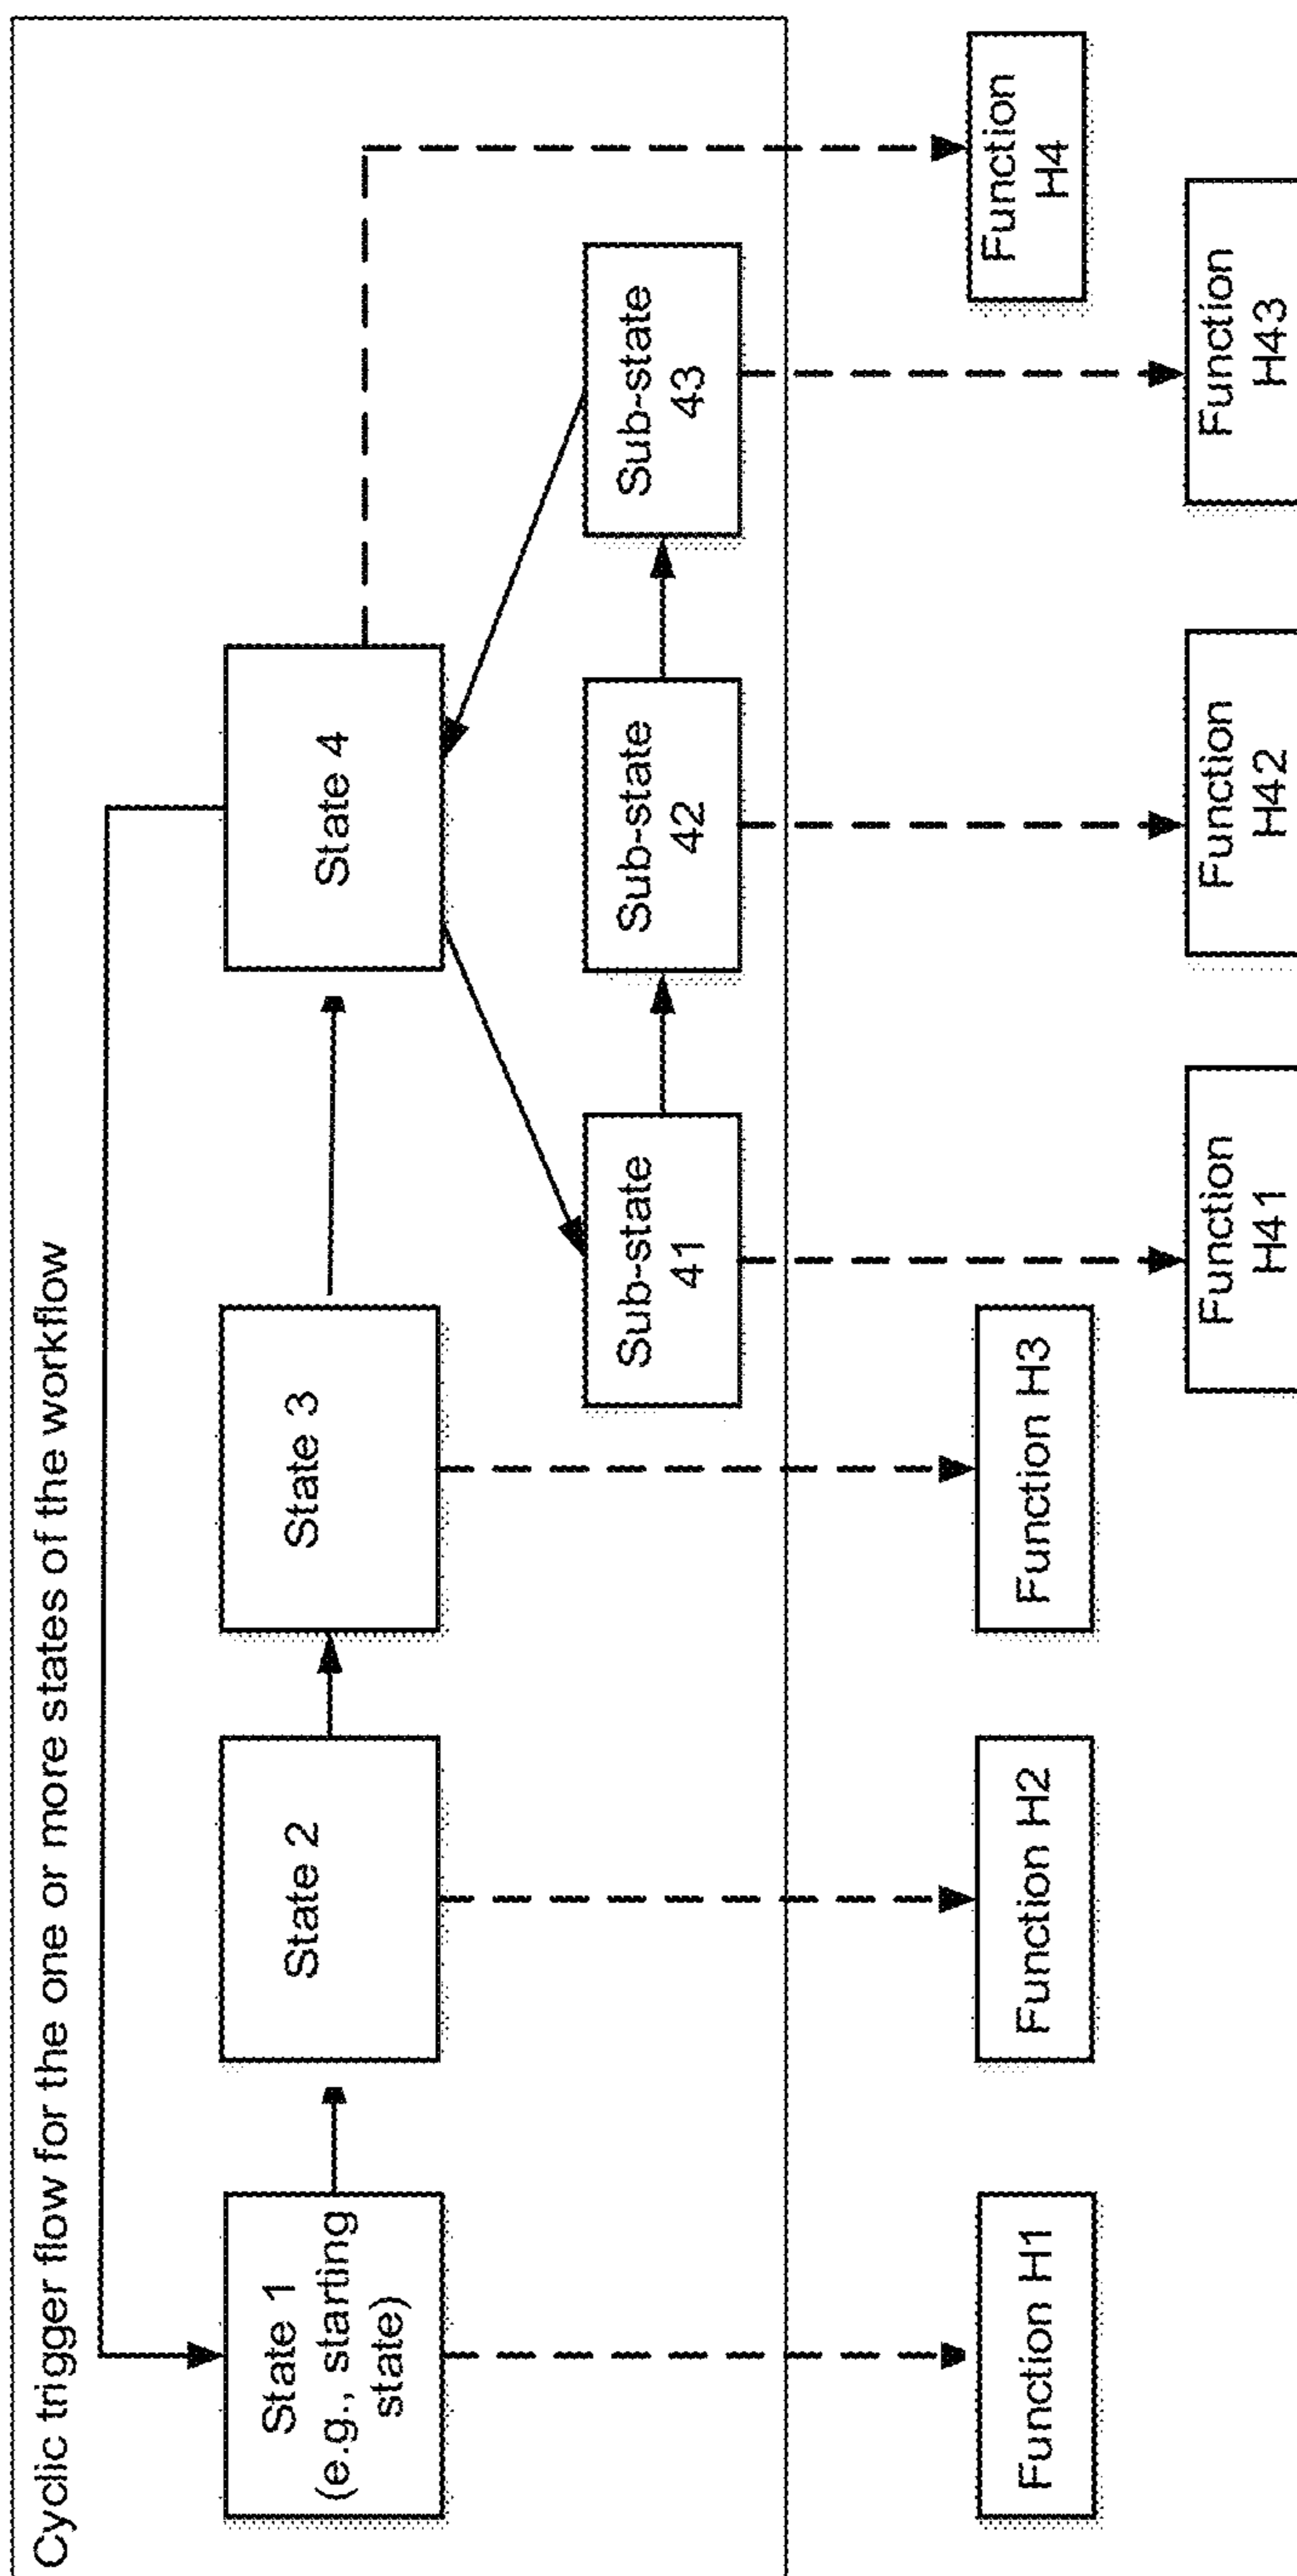 Cyclic trigger flow for the one or more states of the workflow
State 1
(e.g., starting
state)
State 2
State 3
State 4
Sub-state
41
Sub-state
42
Sub-state
43
Function H1
Function H2
Function H3
Function
H4
Function
H41
Function
H42
Function
H43